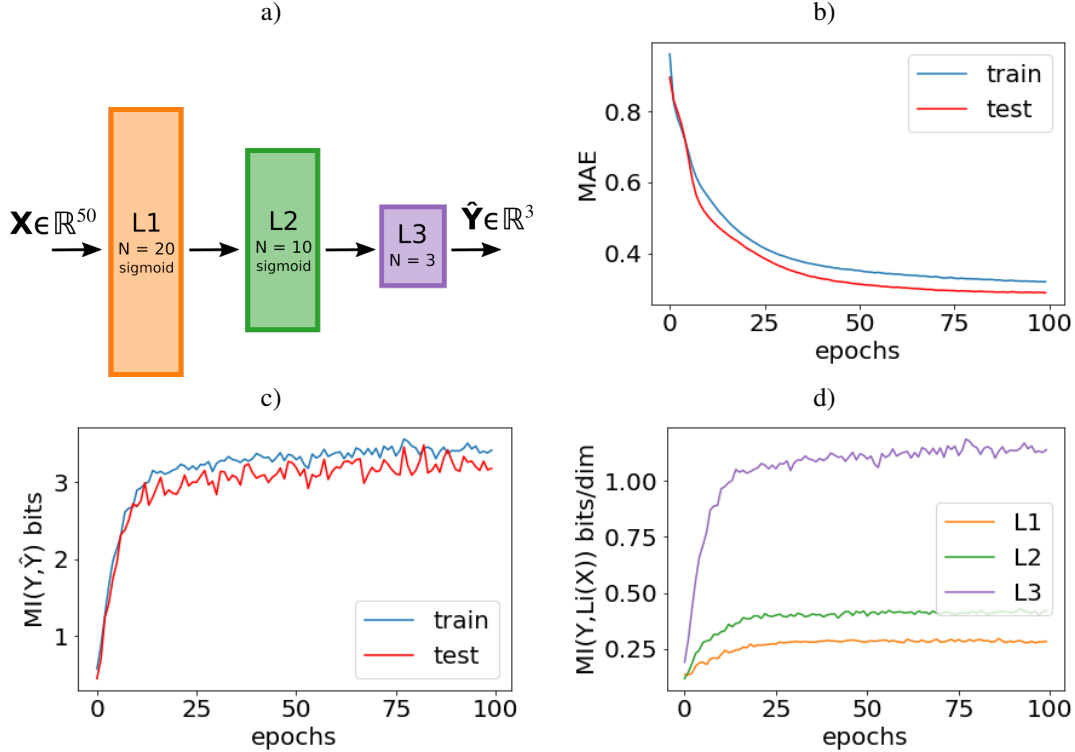 a)
X∈ℝ⁵⁰
L1
N = 20
sigmoid
L2
N = 10
sigmoid
L3
N = 3
Ŷ∈ℝ³
b)
MAE
0.8
0.6
0.4
train
test
0 25 50 75 100
epochs
c)
MI(Y,Ŷ) bits
3
2
1
train
test
0 25 50 75 100
epochs
d)
MI(Y,Li(X)) bits/dim
1.00
0.75
0.50
0.25
L1
L2
L3
0 25 50 75 100
epochs